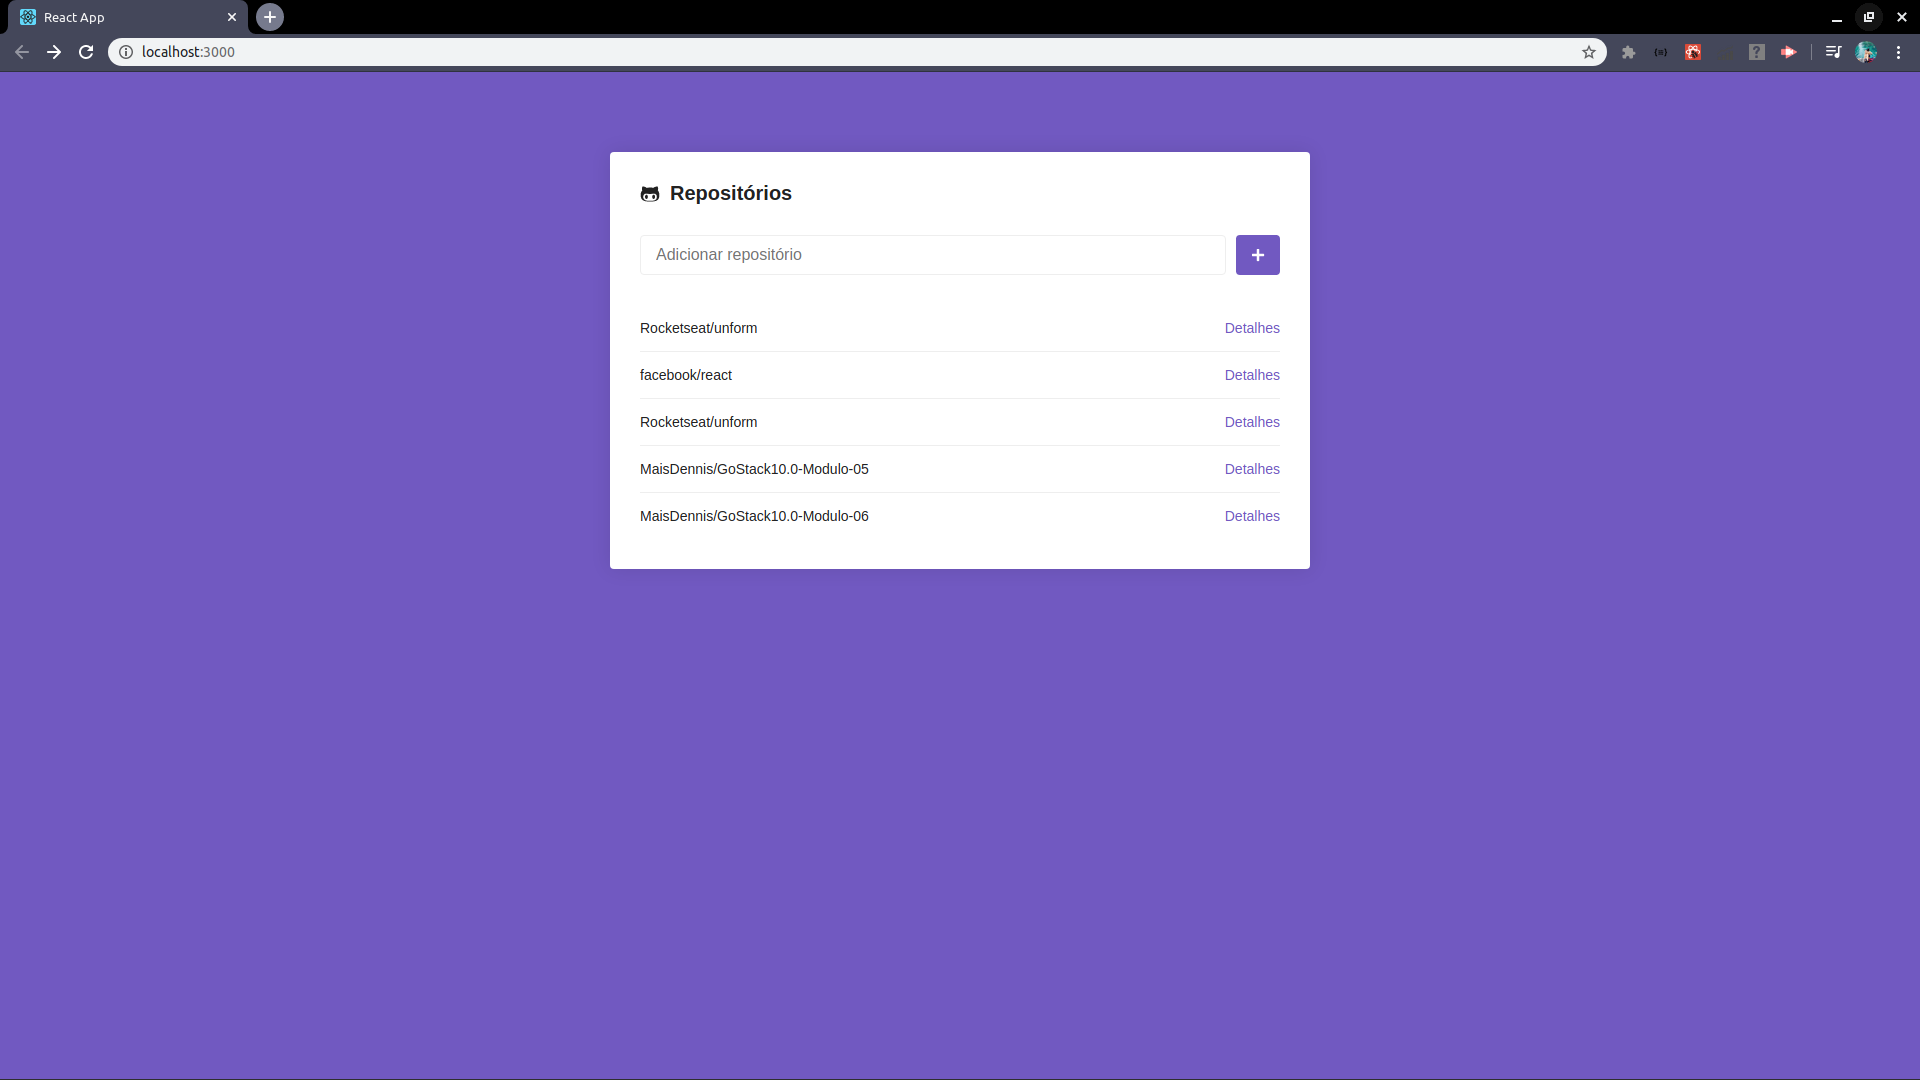 React App
localhost:3000
Repositórios
Adicionar repositório
+
Rocketseat/unform Detalhes
facebook/react Detalhes
Rocketseat/unform Detalhes
MaisDennis/GoStack10.0-Modulo-05 Detalhes
MaisDennis/GoStack10.0-Modulo-06 Detalhes